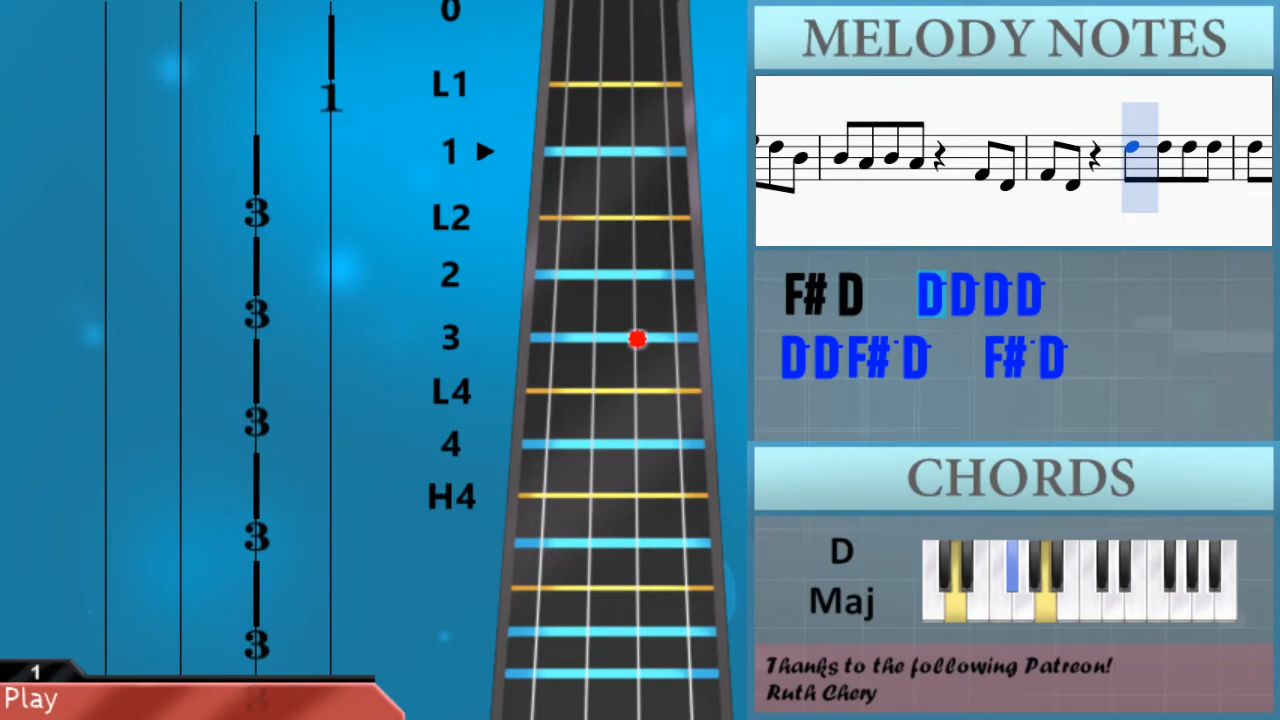 0
L1
1
L2
2
3
L4
4
H4
1
3
3
3
3
3
3
1
Play
MELODY NOTES
F# D D D D D
D D F# D F# D
CHORDS
D
Maj
Thanks to the following Patreon!
Ruth Chery